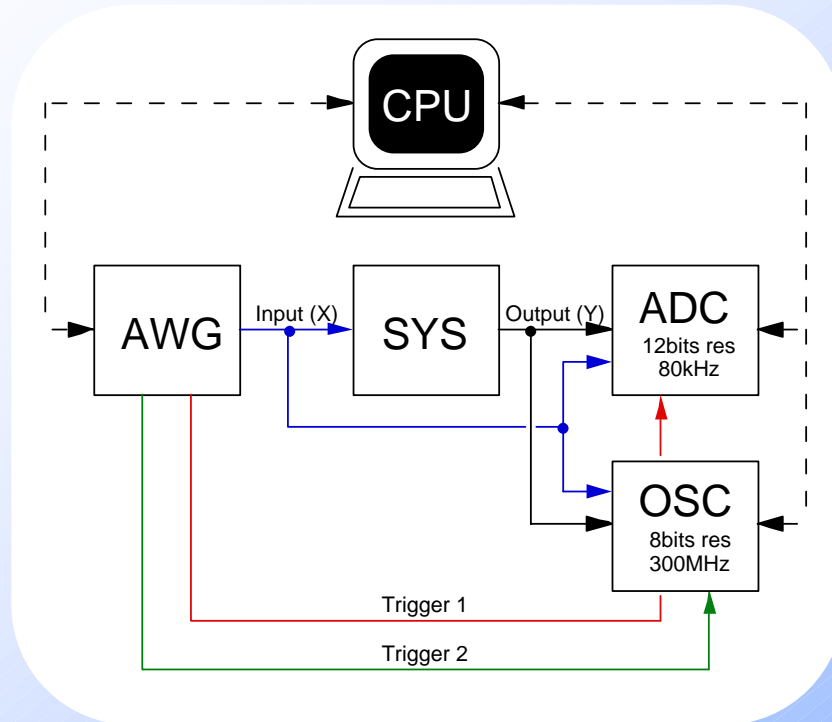 CPU
AWG
Input (X)
SYS
Output (Y)
ADC
12bits res
80kHz
OSC
8bits res
300MHz
Trigger 1
Trigger 2